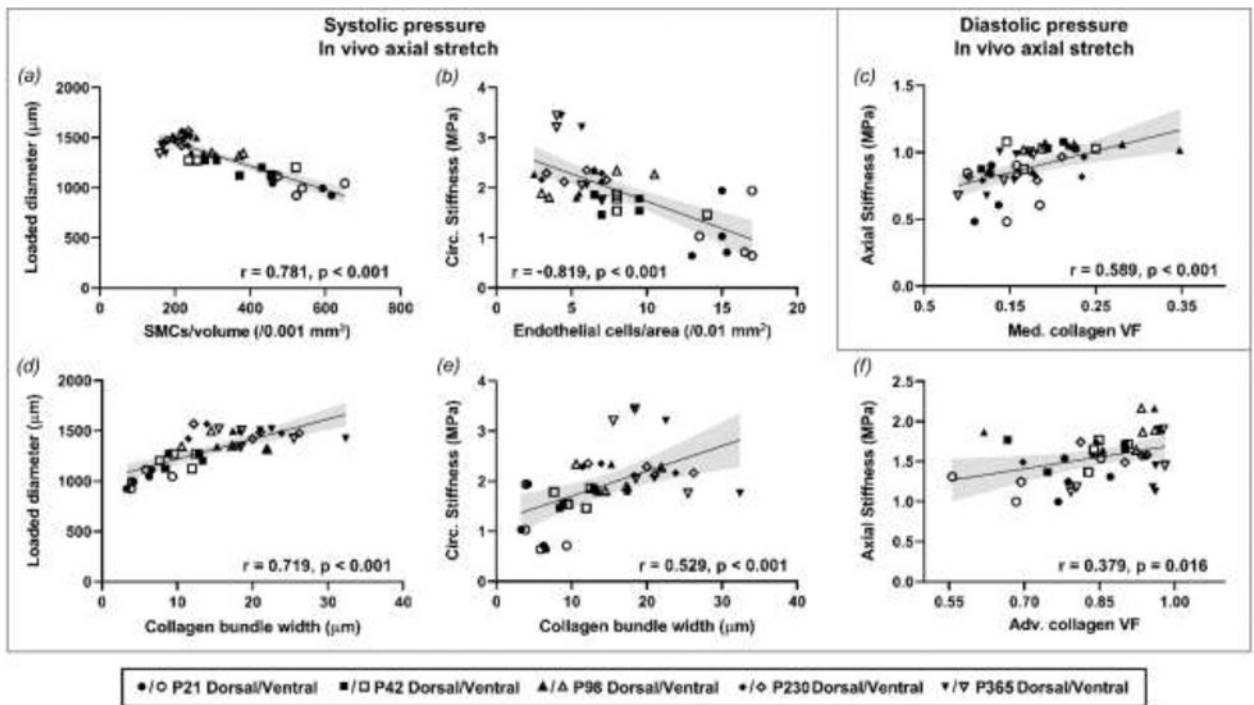 Systolic pressure
In vivo axial stretch
Diastolic pressure
In vivo axial stretch
(a)
Loaded diameter (μm)
2000
1500
1000
500
0
0 200 400 600 800
SMCs/volume (/0.001 mm³)
r = 0.781, p < 0.001
(b)
Circ. Stiffness (MPa)
4
3
2
1
0
0 5 10 15 20
Endothelial cells/area (/0.01 mm²)
r = -0.819, p < 0.001
(c)
Axial Stiffness (MPa)
1.5
1.0
0.5
0.0
0.5 0.15 0.25 0.35
Med. collagen VF
r = 0.589, p < 0.001
(d)
Loaded diameter (μm)
2000
1500
1000
500
0
0 10 20 30 40
Collagen bundle width (μm)
r = 0.719, p < 0.001
(e)
Circ. Stiffness (MPa)
4
3
2
1
0
0 10 20 30 40
Collagen bundle width (μm)
r = 0.529, p < 0.001
(f)
Axial Stiffness (MPa)
2.5
2.0
1.5
1.0
0.5
0.0
0.55 0.70 0.85 1.00
Adv. collagen VF
r = 0.379, p = 0.016
●/○ P21 Dorsal/Ventral ■/□ P42 Dorsal/Ventral ▲/△ P98 Dorsal/Ventral ◆/◇ P230 Dorsal/Ventral ▼/▽ P365 Dorsal/Ventral